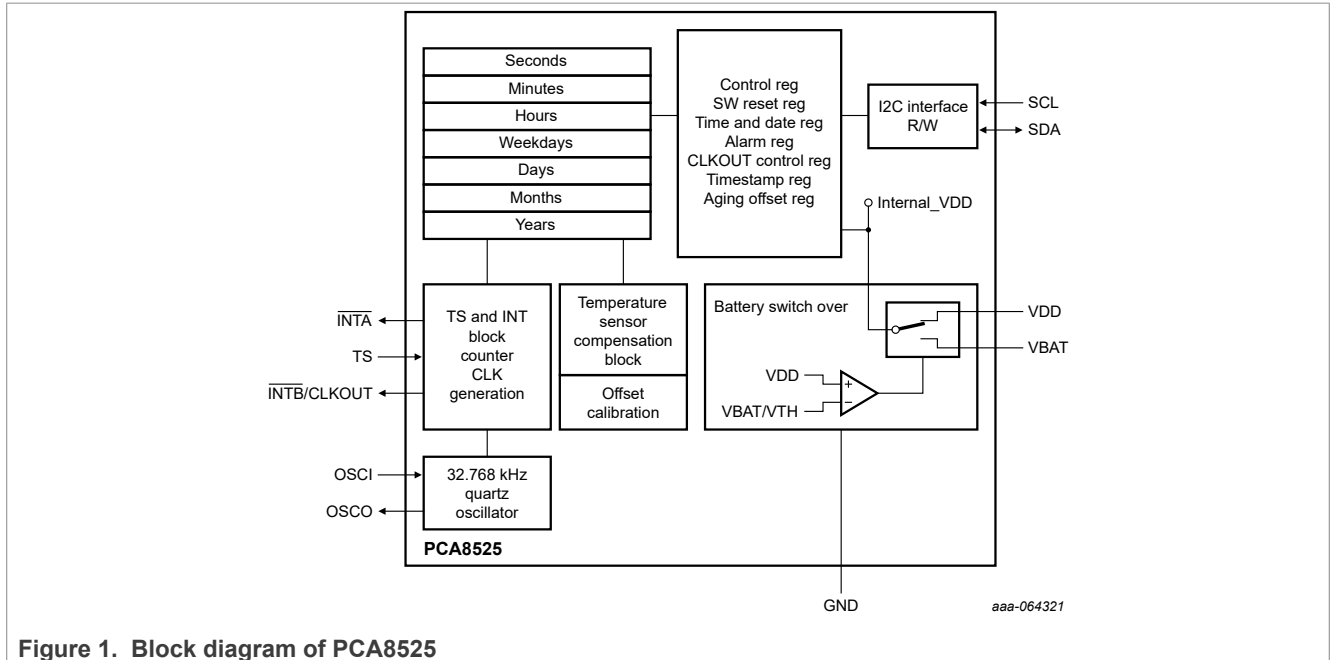 Seconds
Minutes
Hours
Weekdays
Days
Months
Years
Control reg
SW reset reg
Time and date reg
Alarm reg
CLKOUT control reg
Timestamp reg
Aging offset reg
I2C interface
R/W
SCL
SDA
Internal_VDD
INTA
TS
INTB/CLKOUT
TS and INT
block
counter
CLK
generation
Temperature
sensor
compensation
block
Offset
calibration
Battery switch over
VDD
VBAT/VTH
VDD
VBAT
OSCI
OSCO
32.768 kHz
quartz
oscillator
PCA8525
GND
aaa-064321
Figure 1. Block diagram of PCA8525